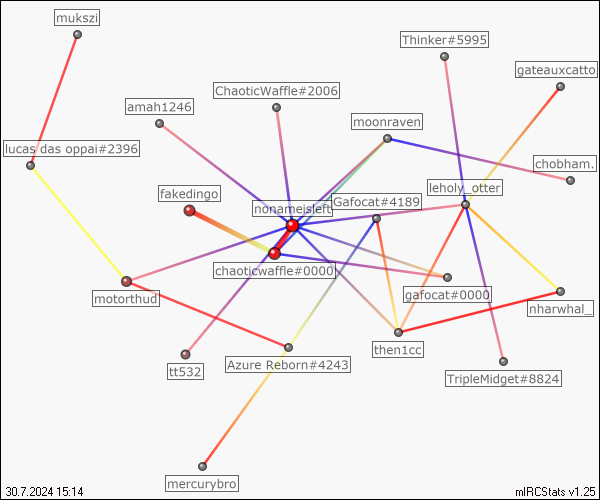 mukszi
Thinker#5995
gateauxcatto
ChaoticWaffle#2006
amah1246
moonraven
lucas das oppai#2396
chobham.
fakedingo
leholy_otter
nonameisleft
Gafocat#4189
chaoticwaffle#0000
motorthud
gafocat#0000
nharwhal_
then1cc
tt532
Azure Reborn#4243
TripleMidget#8824
mercurybro
30.7.2024 15:14
mIRCStats v1.25